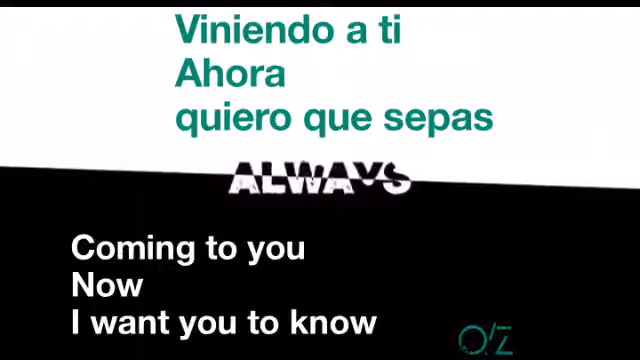 Viniendo a ti
Ahora
quiero que sepas
ALWAYS
Coming to you
Now
I want you to know
O/Z